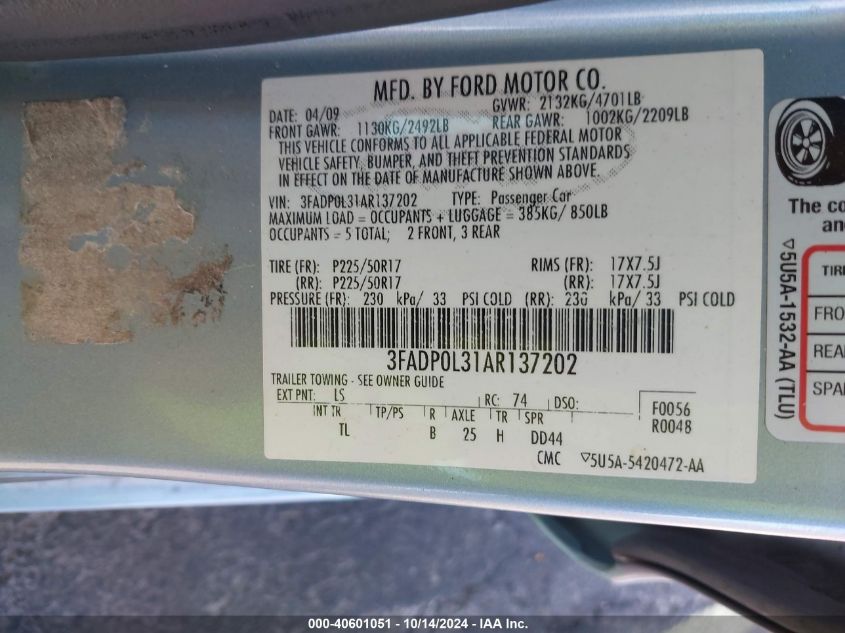 MFD. BY FORD MOTOR CO.
DATE: 04/09 GVWR: 2132KG/4701LB
FRONT GAWR: 1130KG/2492LB REAR GAWR: 1002KG/2209LB
THIS VEHICLE CONFORMS TO ALL APPLICABLE FEDERAL MOTOR
VEHICLE SAFETY, BUMPER, AND THEFT PREVENTION STANDARDS
IN EFFECT ON THE DATE OF MANUFACTURE SHOWN ABOVE.
VIN: 3FADP0L31AR137202 TYPE: Passenger Car
MAXIMUM LOAD = OCCUPANTS + LUGGAGE = 385KG/ 850LB
OCCUPANTS = 5 TOTAL; 2 FRONT, 3 REAR
TIRE (FR): P225/50R17 RIMS (FR): 17X7.5J
(RR): P225/50R17 (RR): 17X7.5J
PRESSURE (FR): 230 kPa/ 33 PSI COLD (RR): 230 kPa/ 33 PSI COLD
3FADP0L31AR137202
TRAILER TOWING - SEE OWNER GUIDE
EXT PNT: LS RC: 74 DSO: F0056
INT TR TP/PS R AXLE TR SPR R0048
TL B 25 H DD44
CMC ▽5U5A-5420472-AA
The co
an
TIRE
FRO
REA
SPA
▽5U5A-1532-AA (TLU)
000-40601051 - 10/14/2024 - IAA Inc.